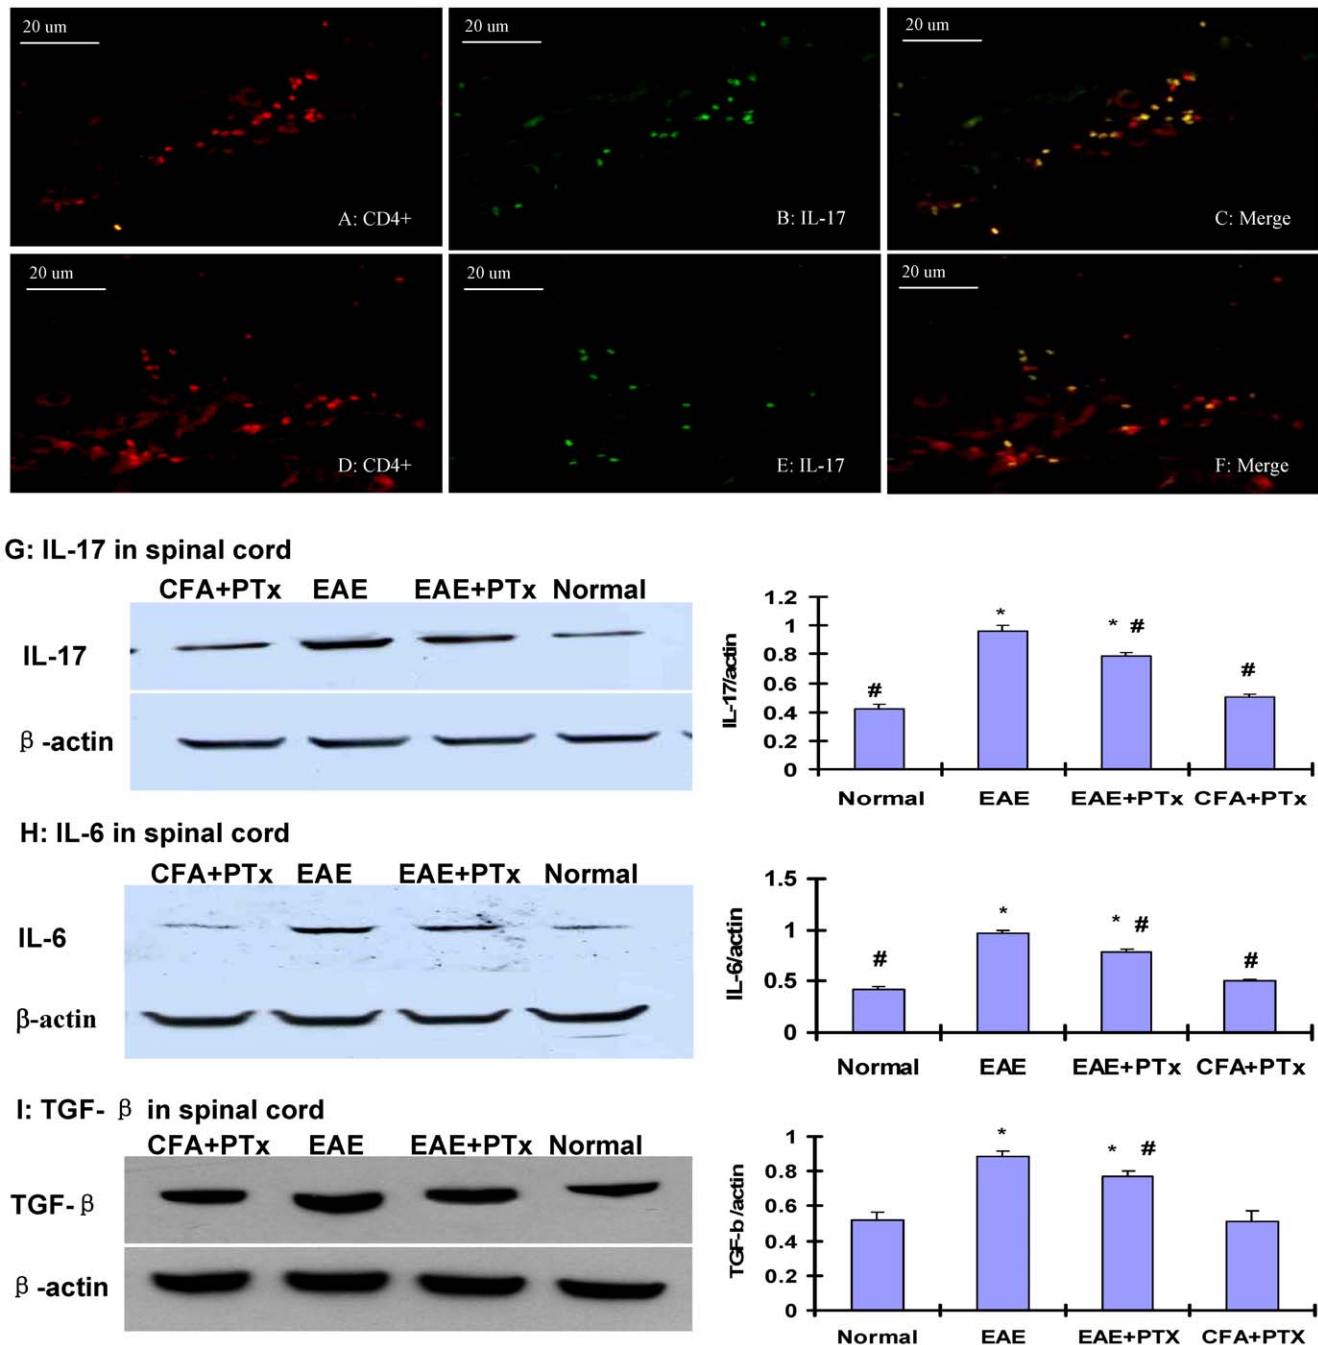 20 um
20 um
20 um
A: CD4+
B: IL-17
C: Merge
20 um
20 um
20 um
D: CD4+
E: IL-17
F: Merge
G: IL-17 in spinal cord
CFA+PTx EAE EAE+PTx Normal
IL-17
β -actin
1.2
1
0.8
0.6
0.4
0.2
0
IL-17/actin
#
*
* #
#
Normal EAE EAE+PTx CFA+PTx
H: IL-6 in spinal cord
CFA+PTx EAE EAE+PTx Normal
IL-6
β-actin
1.5
1
0.5
0
IL-6/actin
#
*
* #
#
Normal EAE EAE+PTx CFA+PTx
I: TGF- β in spinal cord
CFA+PTx EAE EAE+PTx Normal
TGF- β
β -actin
1
0.8
0.6
0.4
0.2
0
TGF-b/actin
*
* #
Normal EAE EAE+PTX CFA+PTX